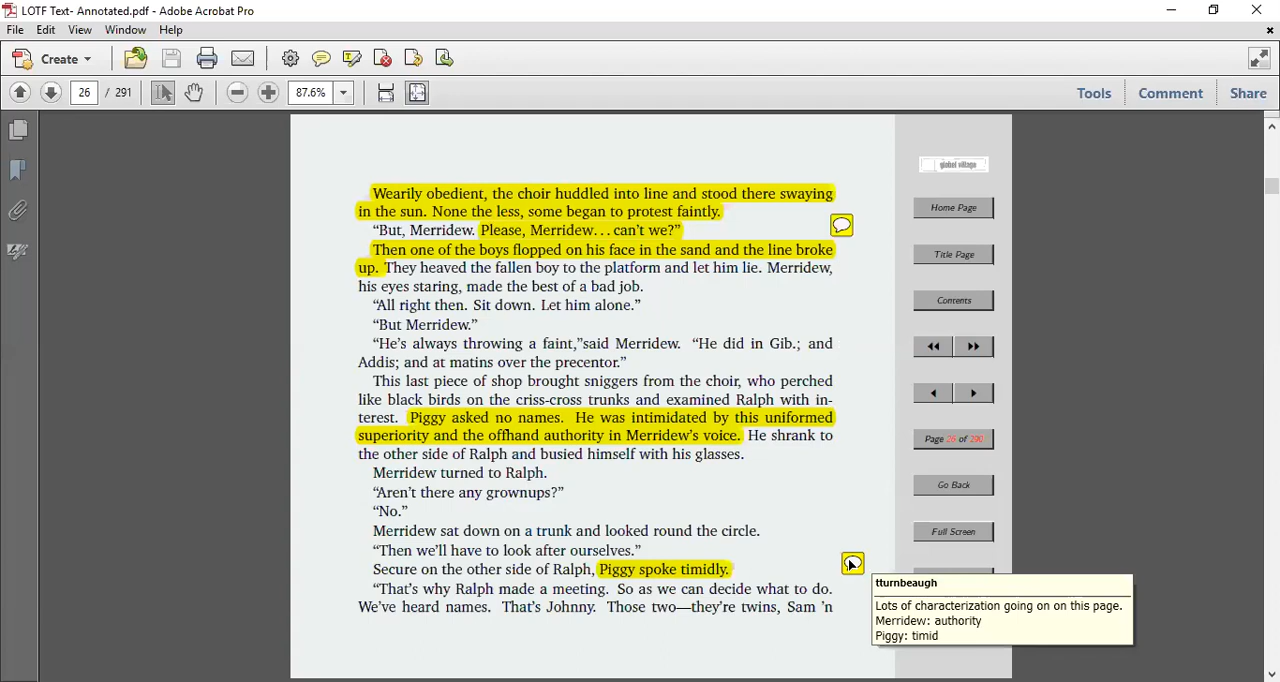 LOTF Text- Annotated.pdf - Adobe Acrobat Pro
File Edit View Window Help
Create
26 / 291
87.6%
Tools Comment Share
Wearily obedient, the choir huddled into line and stood there swaying
in the sun. None the less, some began to protest faintly.
“But, Merridew. Please, Merridew. . . can’t we?”
Then one of the boys flopped on his face in the sand and the line broke
up. They heaved the fallen boy to the platform and let him lie. Merridew,
his eyes staring, made the best of a bad job.
“All right then. Sit down. Let him alone.”
“But Merridew.”
“He’s always throwing a faint,”said Merridew. “He did in Gib.; and
Addis; and at matins over the precentor.”
This last piece of shop brought sniggers from the choir, who perched
like black birds on the criss-cross trunks and examined Ralph with in-
terest. Piggy asked no names. He was intimidated by this uniformed
superiority and the offhand authority in Merridew’s voice. He shrank to
the other side of Ralph and busied himself with his glasses.
Merridew turned to Ralph.
“Aren’t there any grownups?”
“No.”
Merridew sat down on a trunk and looked round the circle.
“Then we’ll have to look after ourselves.”
Secure on the other side of Ralph, Piggy spoke timidly.
“That’s why Ralph made a meeting. So as we can decide what to do.
We’ve heard names. That’s Johnny. Those two—they’re twins, Sam ’n
global village
Home Page
Title Page
Contents
Page 26 of 290
Go Back
Full Screen
tturnbeaugh
Lots of characterization going on on this page.
Merridew: authority
Piggy: timid